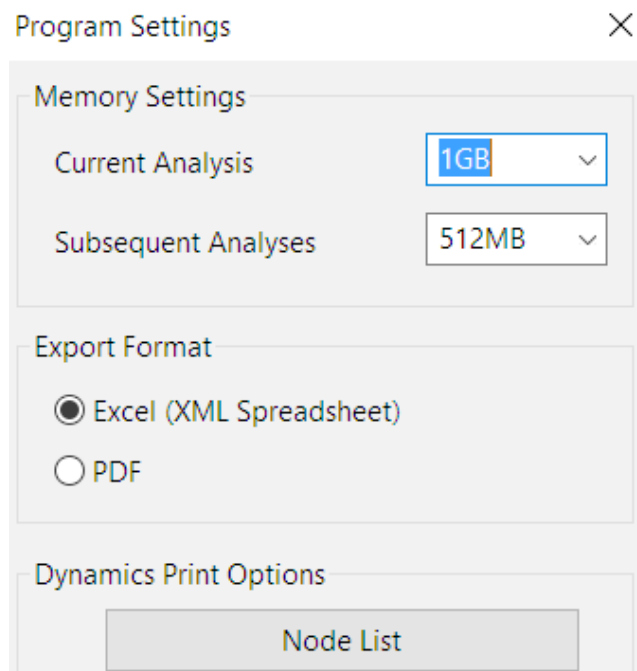 Program Settings
Memory Settings
Current Analysis
1GB
Subsequent Analyses
512MB
Export Format
Excel (XML Spreadsheet)
PDF
Dynamics Print Options
Node List